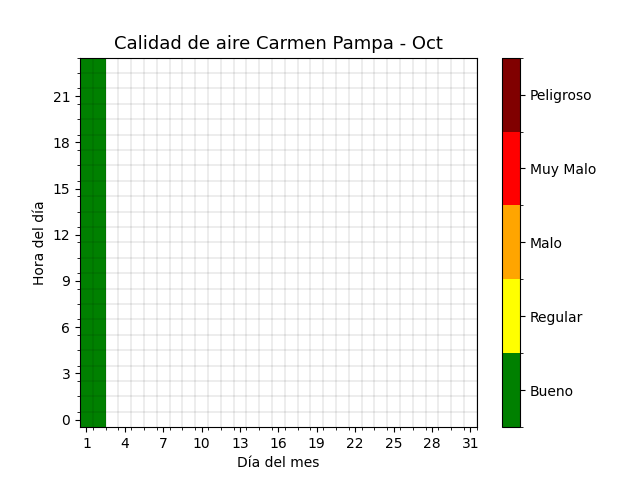 Calidad de aire Carmen Pampa - Oct
Hora del día
21
18
15
12
9
6
3
0
1 4 7 10 13 16 19 22 25 28 31
Día del mes
Peligroso
Muy Malo
Malo
Regular
Bueno